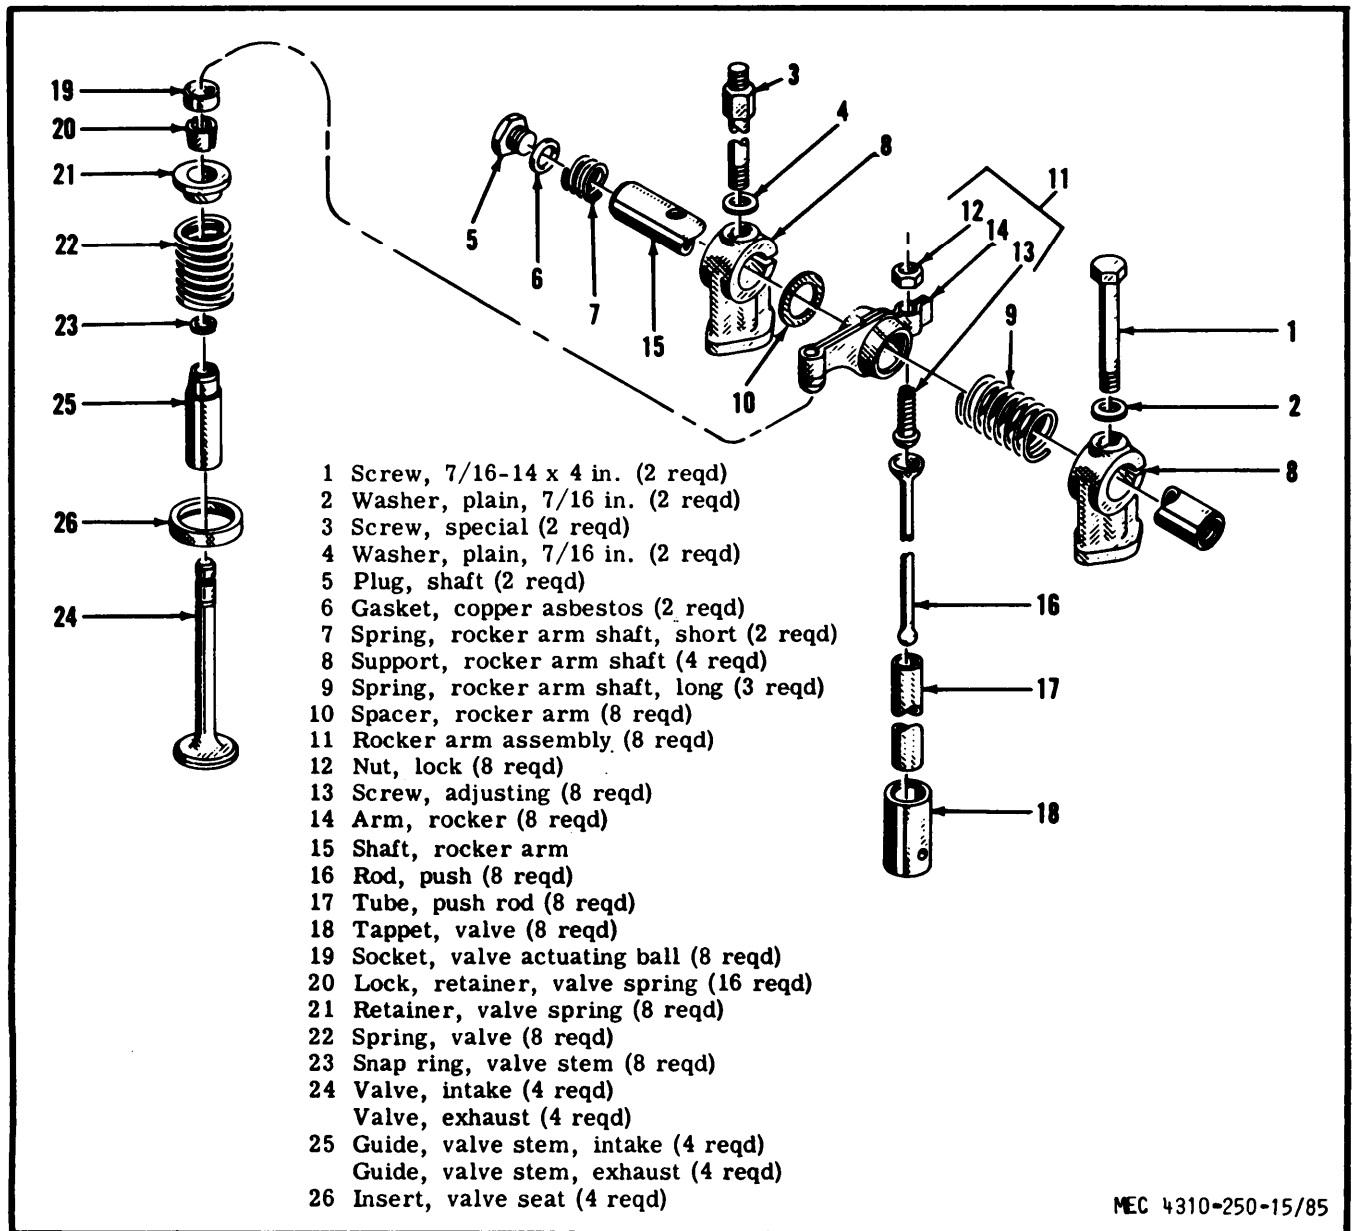 19
20
21
22
23
25
26
24
3
4
8
5
6
7
15
10
11
12
14
13
9
1
2
8
16
17
18
1 Screw, 7/16-14 x 4 in. (2 reqd)
2 Washer, plain, 7/16 in. (2 reqd)
3 Screw, special (2 reqd)
4 Washer, plain, 7/16 in. (2 reqd)
5 Plug, shaft (2 reqd)
6 Gasket, copper asbestos (2 reqd)
7 Spring, rocker arm shaft, short (2 reqd)
8 Support, rocker arm shaft (4 reqd)
9 Spring, rocker arm shaft, long (3 reqd)
10 Spacer, rocker arm (8 reqd)
11 Rocker arm assembly (8 reqd)
12 Nut, lock (8 reqd)
13 Screw, adjusting (8 reqd)
14 Arm, rocker (8 reqd)
15 Shaft, rocker arm
16 Rod, push (8 reqd)
17 Tube, push rod (8 reqd)
18 Tappet, valve (8 reqd)
19 Socket, valve actuating ball (8 reqd)
20 Lock, retainer, valve spring (16 reqd)
21 Retainer, valve spring (8 reqd)
22 Spring, valve (8 reqd)
23 Snap ring, valve stem (8 reqd)
24 Valve, intake (4 reqd)
Valve, exhaust (4 reqd)
25 Guide, valve stem, intake (4 reqd)
Guide, valve stem, exhaust (4 reqd)
26 Insert, valve seat (4 reqd)
MEC 4310-250-15/85